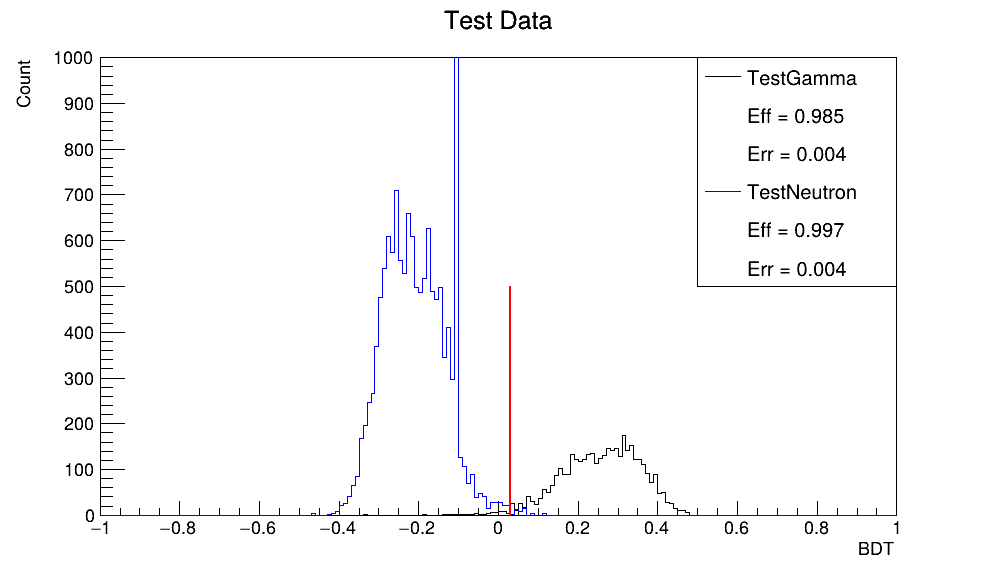 Test Data
Count
1000
900
800
700
600
500
400
300
200
100
0
−1
−0.8
−0.6
−0.4
−0.2
0
0.2
0.4
0.6
0.8
1
BDT
TestGamma
Eff = 0.985
Err = 0.004
TestNeutron
Eff = 0.997
Err = 0.004